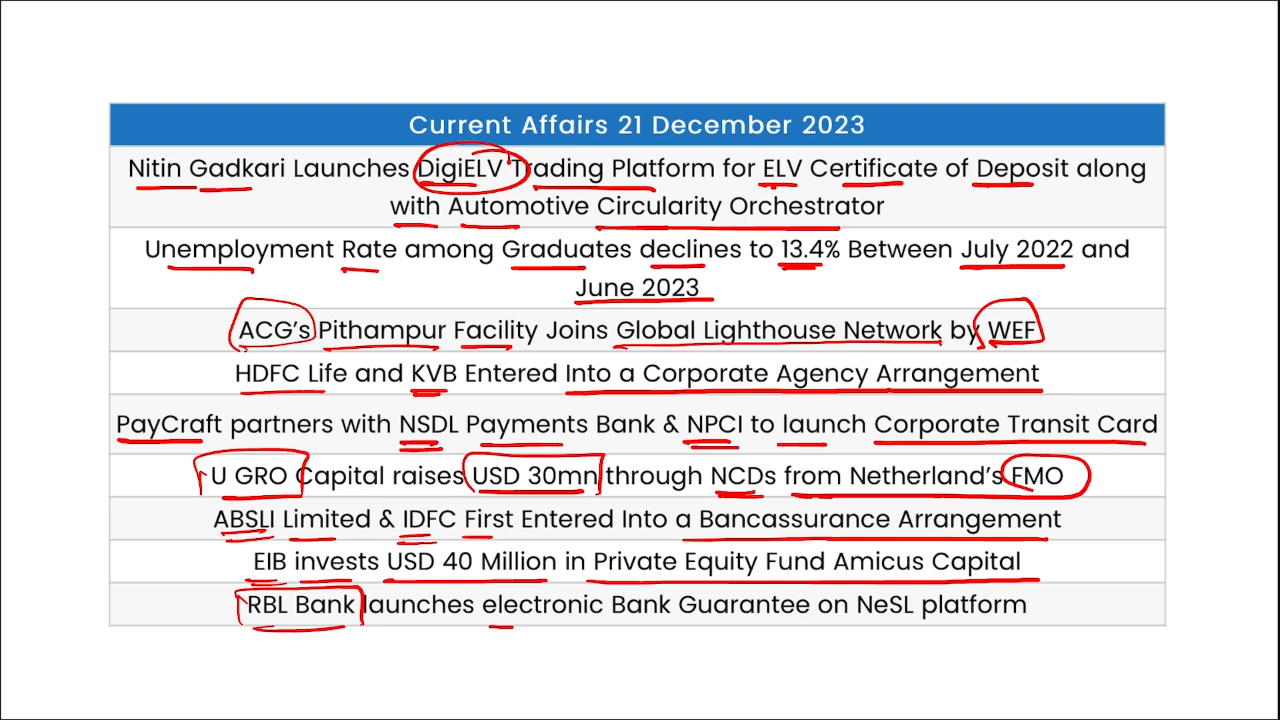 Current Affairs 21 December 2023
Nitin Gadkari Launches DigiELV Trading Platform for ELV Certificate of Deposit along
with Automotive Circularity Orchestrator
Unemployment Rate among Graduates declines to 13.4% Between July 2022 and
June 2023
ACG's Pithampur Facility Joins Global Lighthouse Network by WEF
HDFC Life and KVB Entered Into a Corporate Agency Arrangement
PayCraft partners with NSDL Payments Bank & NPCI to launch Corporate Transit Card
U GRO Capital raises USD 30mn through NCDs from Netherland's FMO
ABSLI Limited & IDFC First Entered Into a Bancassurance Arrangement
EIB invests USD 40 Million in Private Equity Fund Amicus Capital
RBL Bank launches electronic Bank Guarantee on NeSL platform